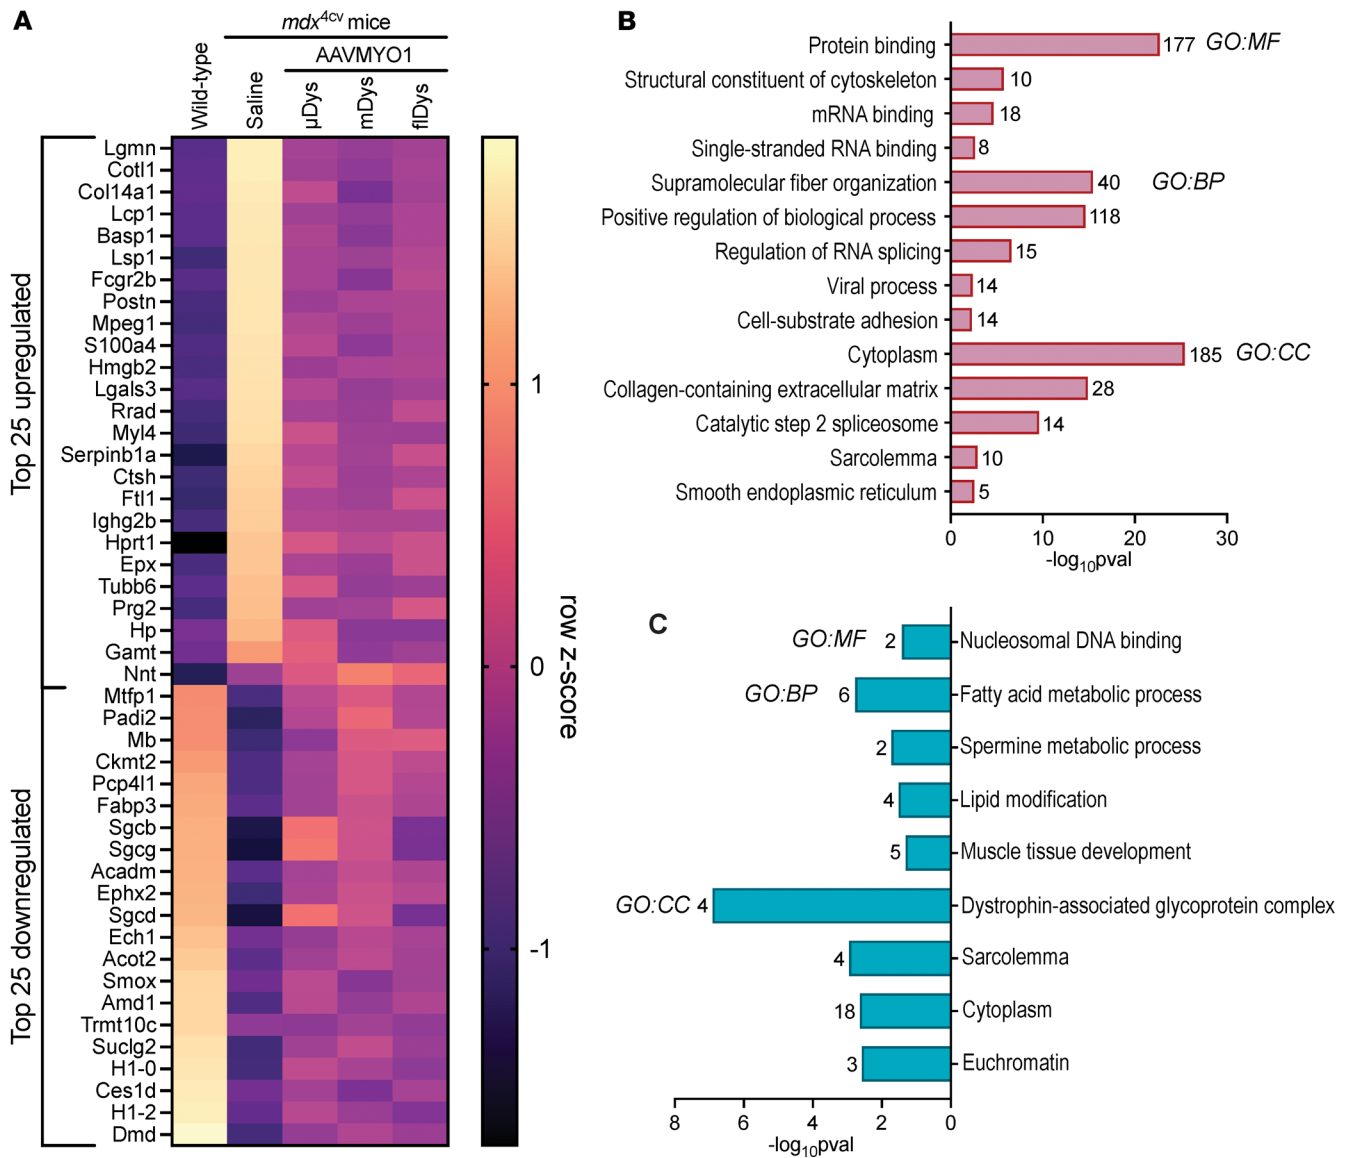 A
mdx4cv mice
AAVMYO1
Wild-type
Saline
µDys
mDys
flDys
Top 25 upregulated
Lgmn
Cotl1
Col14a1
Lcp1
Basp1
Lsp1
Fcgr2b
Postn
Mpeg1
S100a4
Hmgb2
Lgals3
Rrad
Myl4
Serpinb1a
Ctsh
Ftl1
Ighg2b
Hprt1
Epx
Tubb6
Prg2
Hp
Gamt
Nnt
Top 25 downregulated
Mtfp1
Padi2
Mb
Ckmt2
Pcp4l1
Fabp3
Sgcb
Sgcg
Acadm
Ephx2
Sgcd
Ech1
Acot2
Smox
Amd1
Trmt10c
Suclg2
H1-0
Ces1d
H1-2
Dmd
1
0
-1
row z-score
B
Protein binding 177 GO:MF
Structural constituent of cytoskeleton 10
mRNA binding 18
Single-stranded RNA binding 8
Supramolecular fiber organization 40 GO:BP
Positive regulation of biological process 118
Regulation of RNA splicing 15
Viral process 14
Cell-substrate adhesion 14
Cytoplasm 185 GO:CC
Collagen-containing extracellular matrix 28
Catalytic step 2 spliceosome 14
Sarcolemma 10
Smooth endoplasmic reticulum 5
0 10 20 30
-log10pval
C
GO:MF 2 Nucleosomal DNA binding
GO:BP 6 Fatty acid metabolic process
2 Spermine metabolic process
4 Lipid modification
5 Muscle tissue development
GO:CC 4 Dystrophin-associated glycoprotein complex
4 Sarcolemma
18 Cytoplasm
3 Euchromatin
8 6 4 2 0
-log10pval